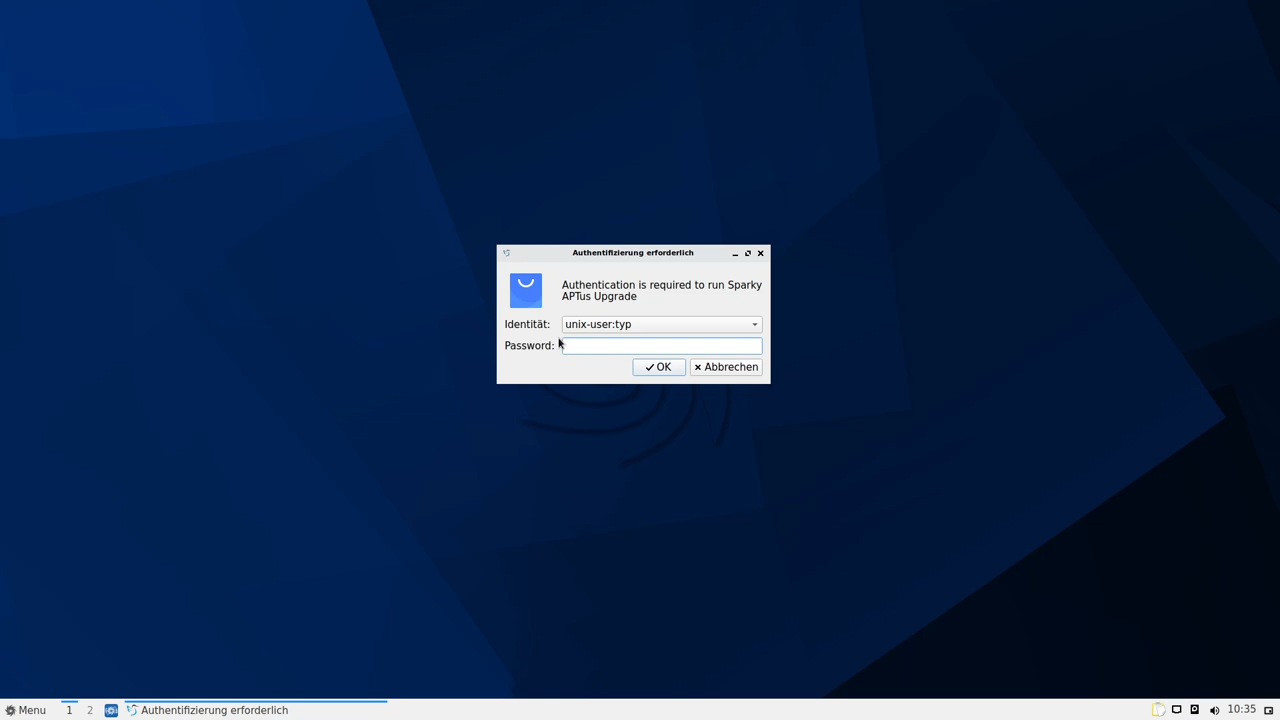 Authentifizierung erforderlich
Authentication is required to run Sparky
APTus Upgrade
Identität: unix-user:typ
Password:
OK Abbrechen
Menu 1 2 Authentifizierung erforderlich 10:35